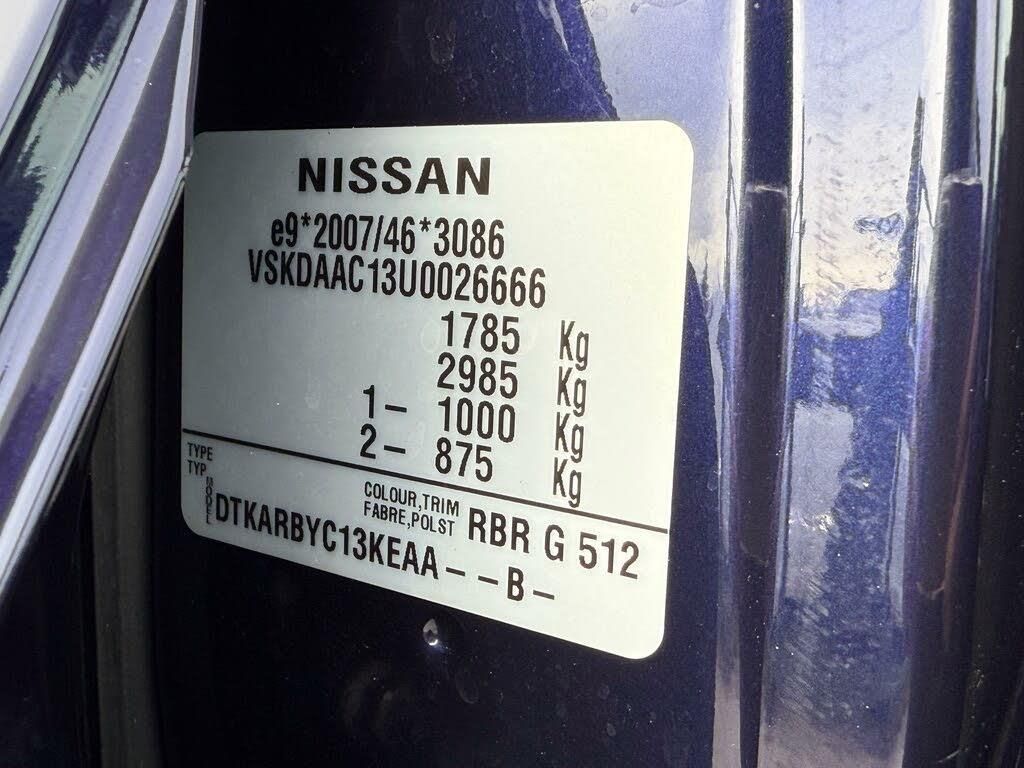 NISSAN
e9*2007/46*3086
VSKDAAC13U0026666
1785 Kg
2985 Kg
1- 1000 Kg
2- 875 Kg
TYPE
TYP
COLOUR,TRIM
FABRE,POLST
RBR G 512
MODEL
DTKARBYC13KEAA--B-